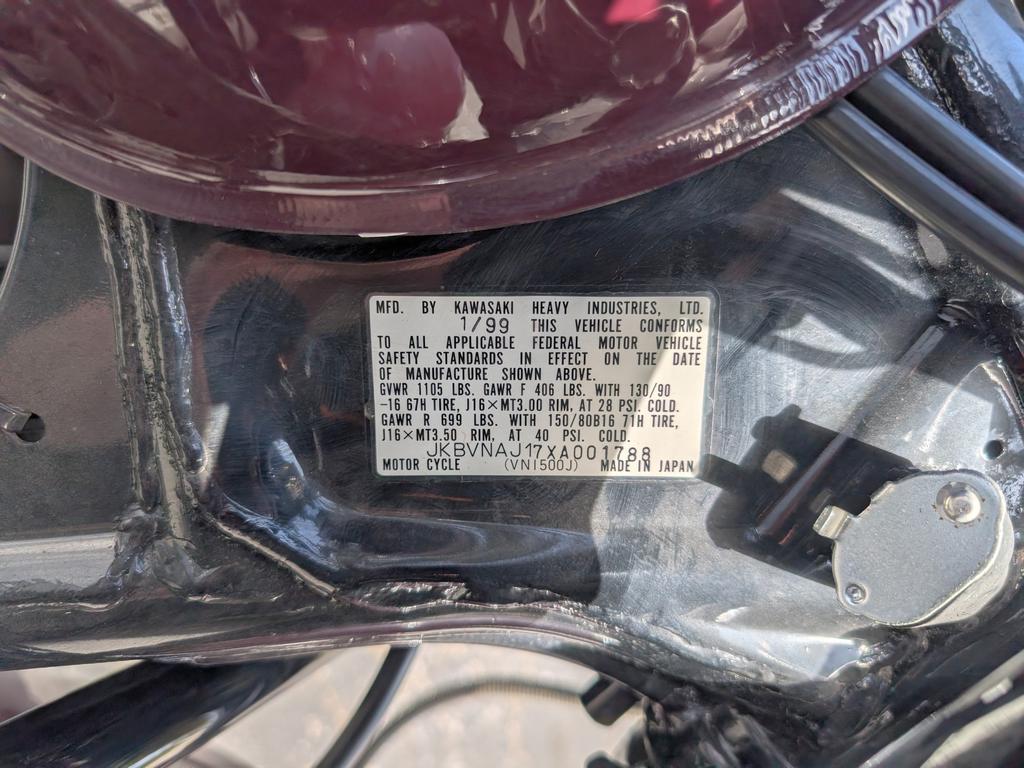 MFD. BY KAWASAKI HEAVY INDUSTRIES, LTD.
1/99 THIS VEHICLE CONFORMS
TO ALL APPLICABLE FEDERAL MOTOR VEHICLE
SAFETY STANDARDS IN EFFECT ON THE DATE
OF MANUFACTURE SHOWN ABOVE.
GVWR 1105 LBS. GAWR F 406 LBS. WITH 130/90
-16 67H TIRE, J16×MT3.00 RIM, AT 28 PSI. COLD.
GAWR R 699 LBS. WITH 150/80B16 71H TIRE,
J16×MT3.50 RIM, AT 40 PSI. COLD.
JKBVNAJ17XA001788
MOTOR CYCLE (VN1500J) MADE IN JAPAN